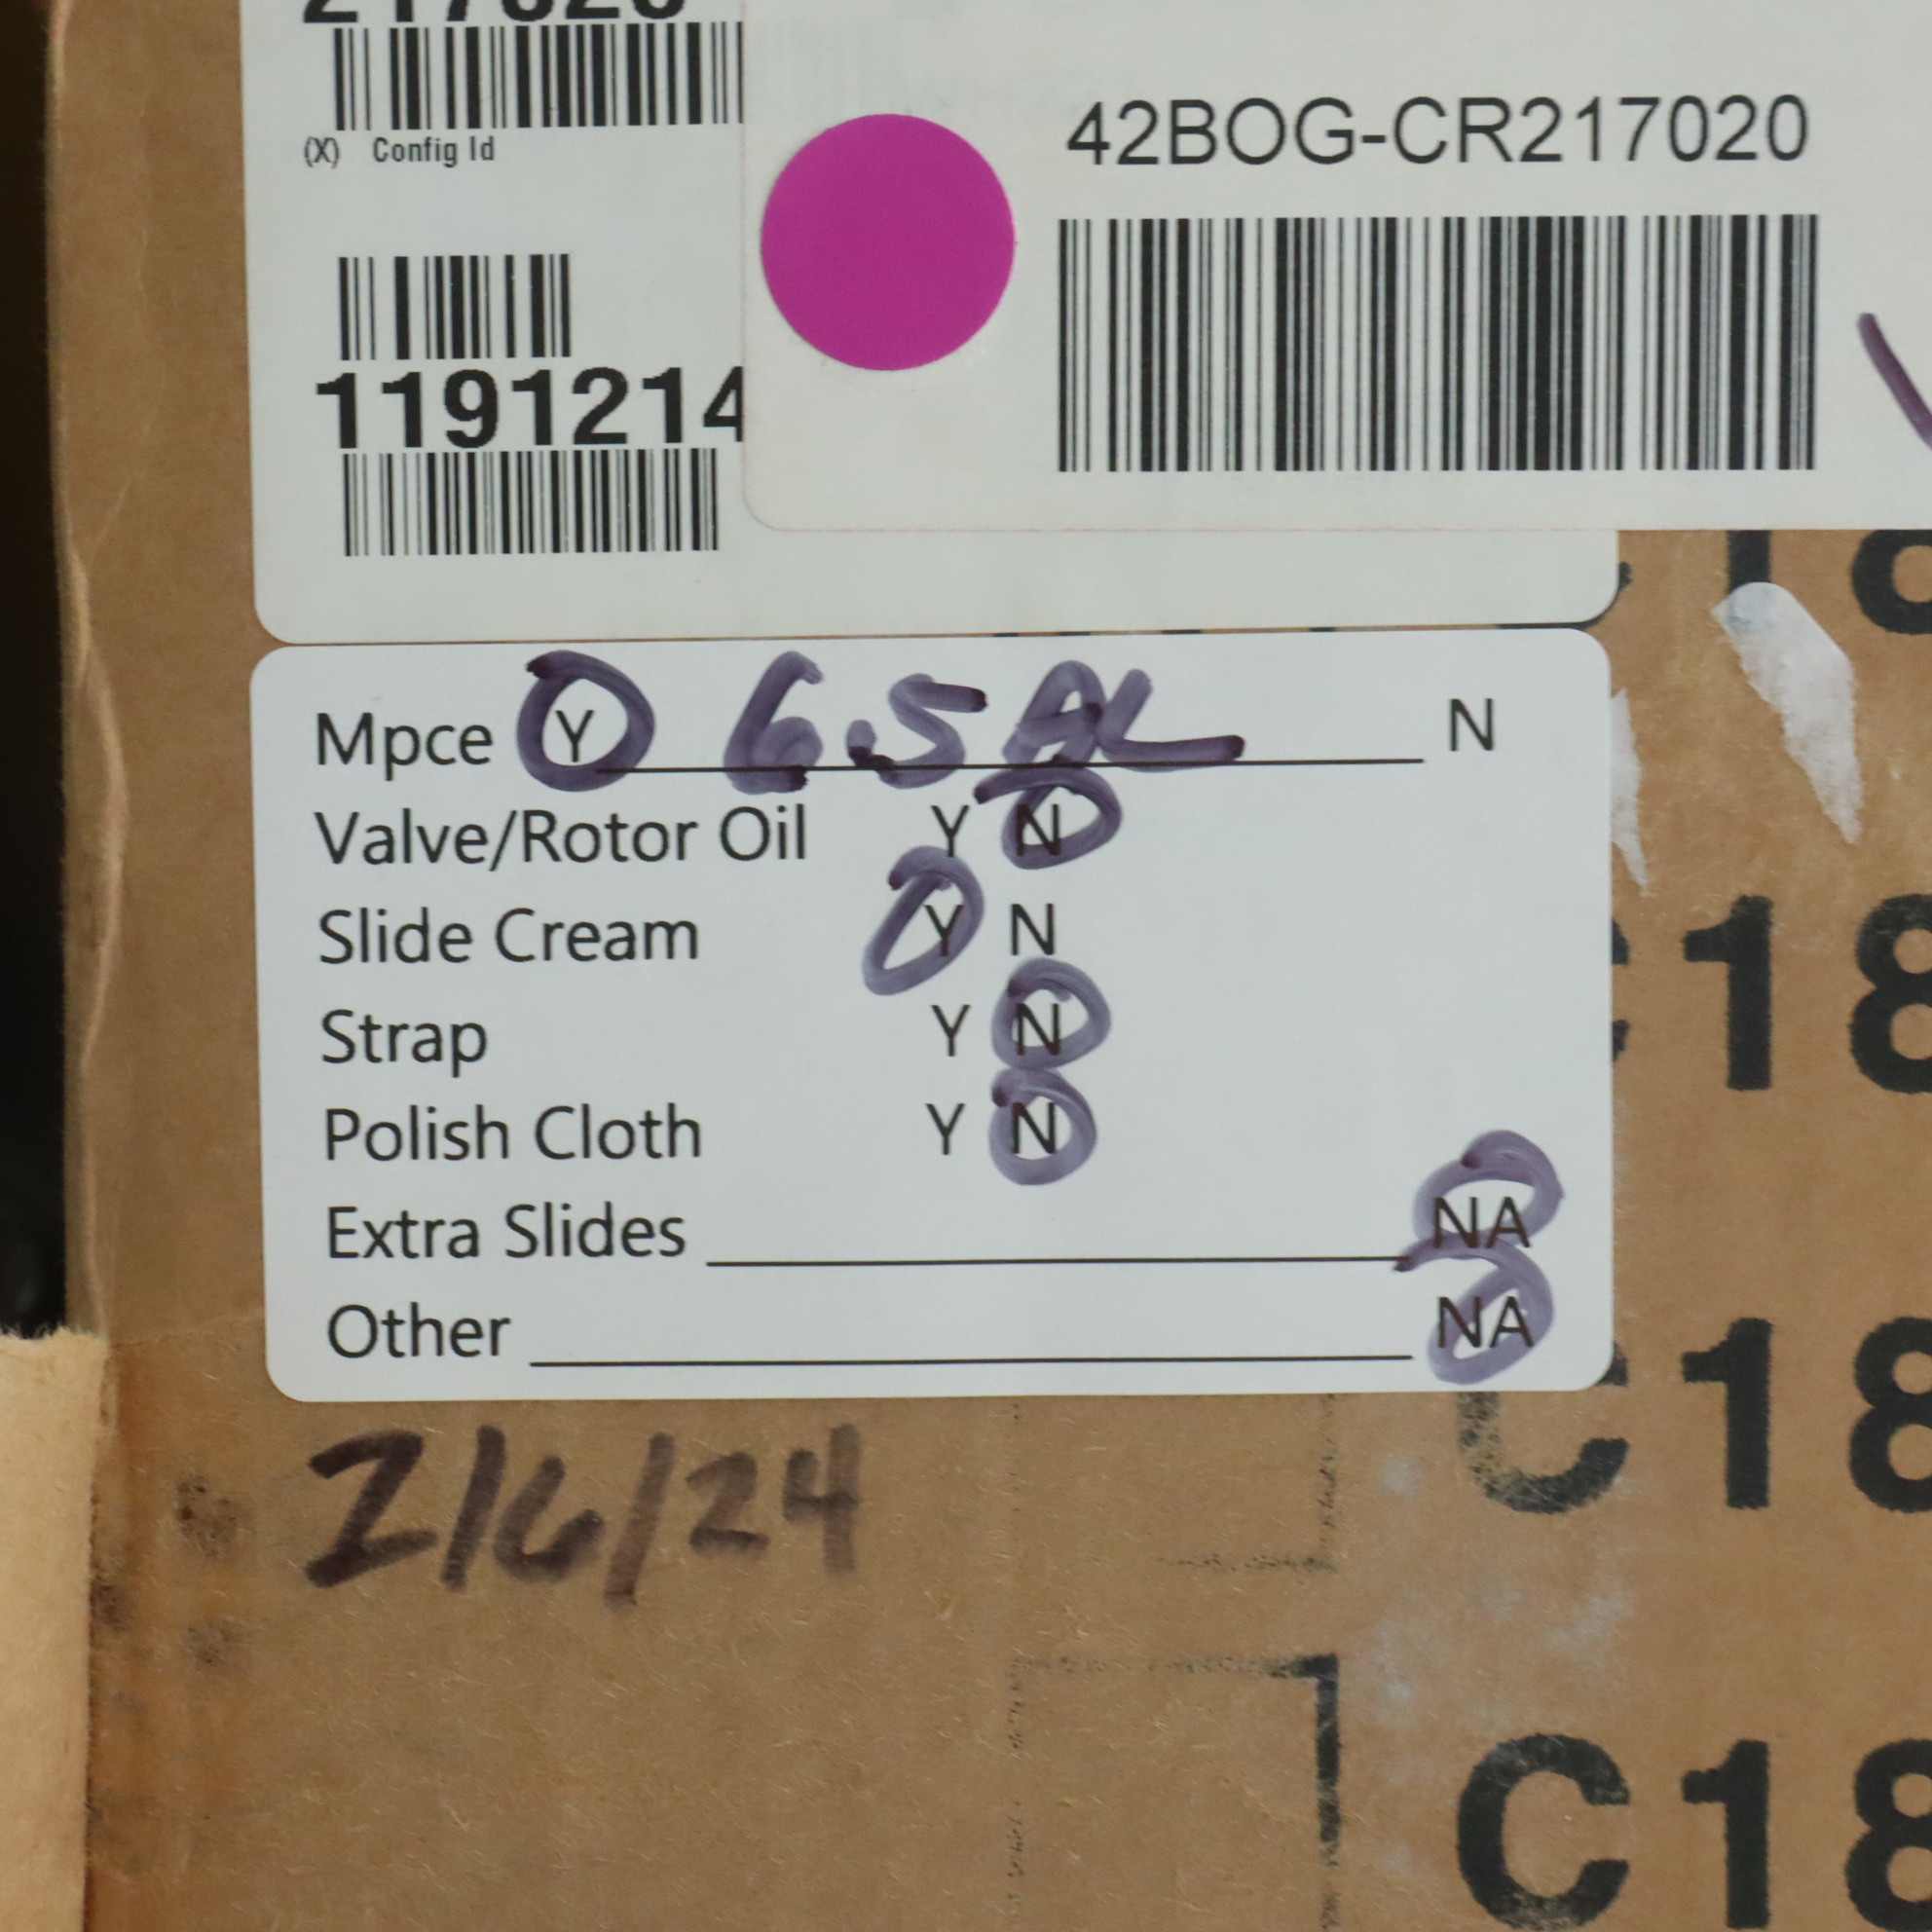 (X) Config Id
1191214
42BOG-CR217020
Mpce Y 6.5AL N
Valve/Rotor Oil Y N
Slide Cream Y N
Strap Y N
Polish Cloth Y N
Extra Slides NA
Other NA
2/6/24
C18
C18
C18